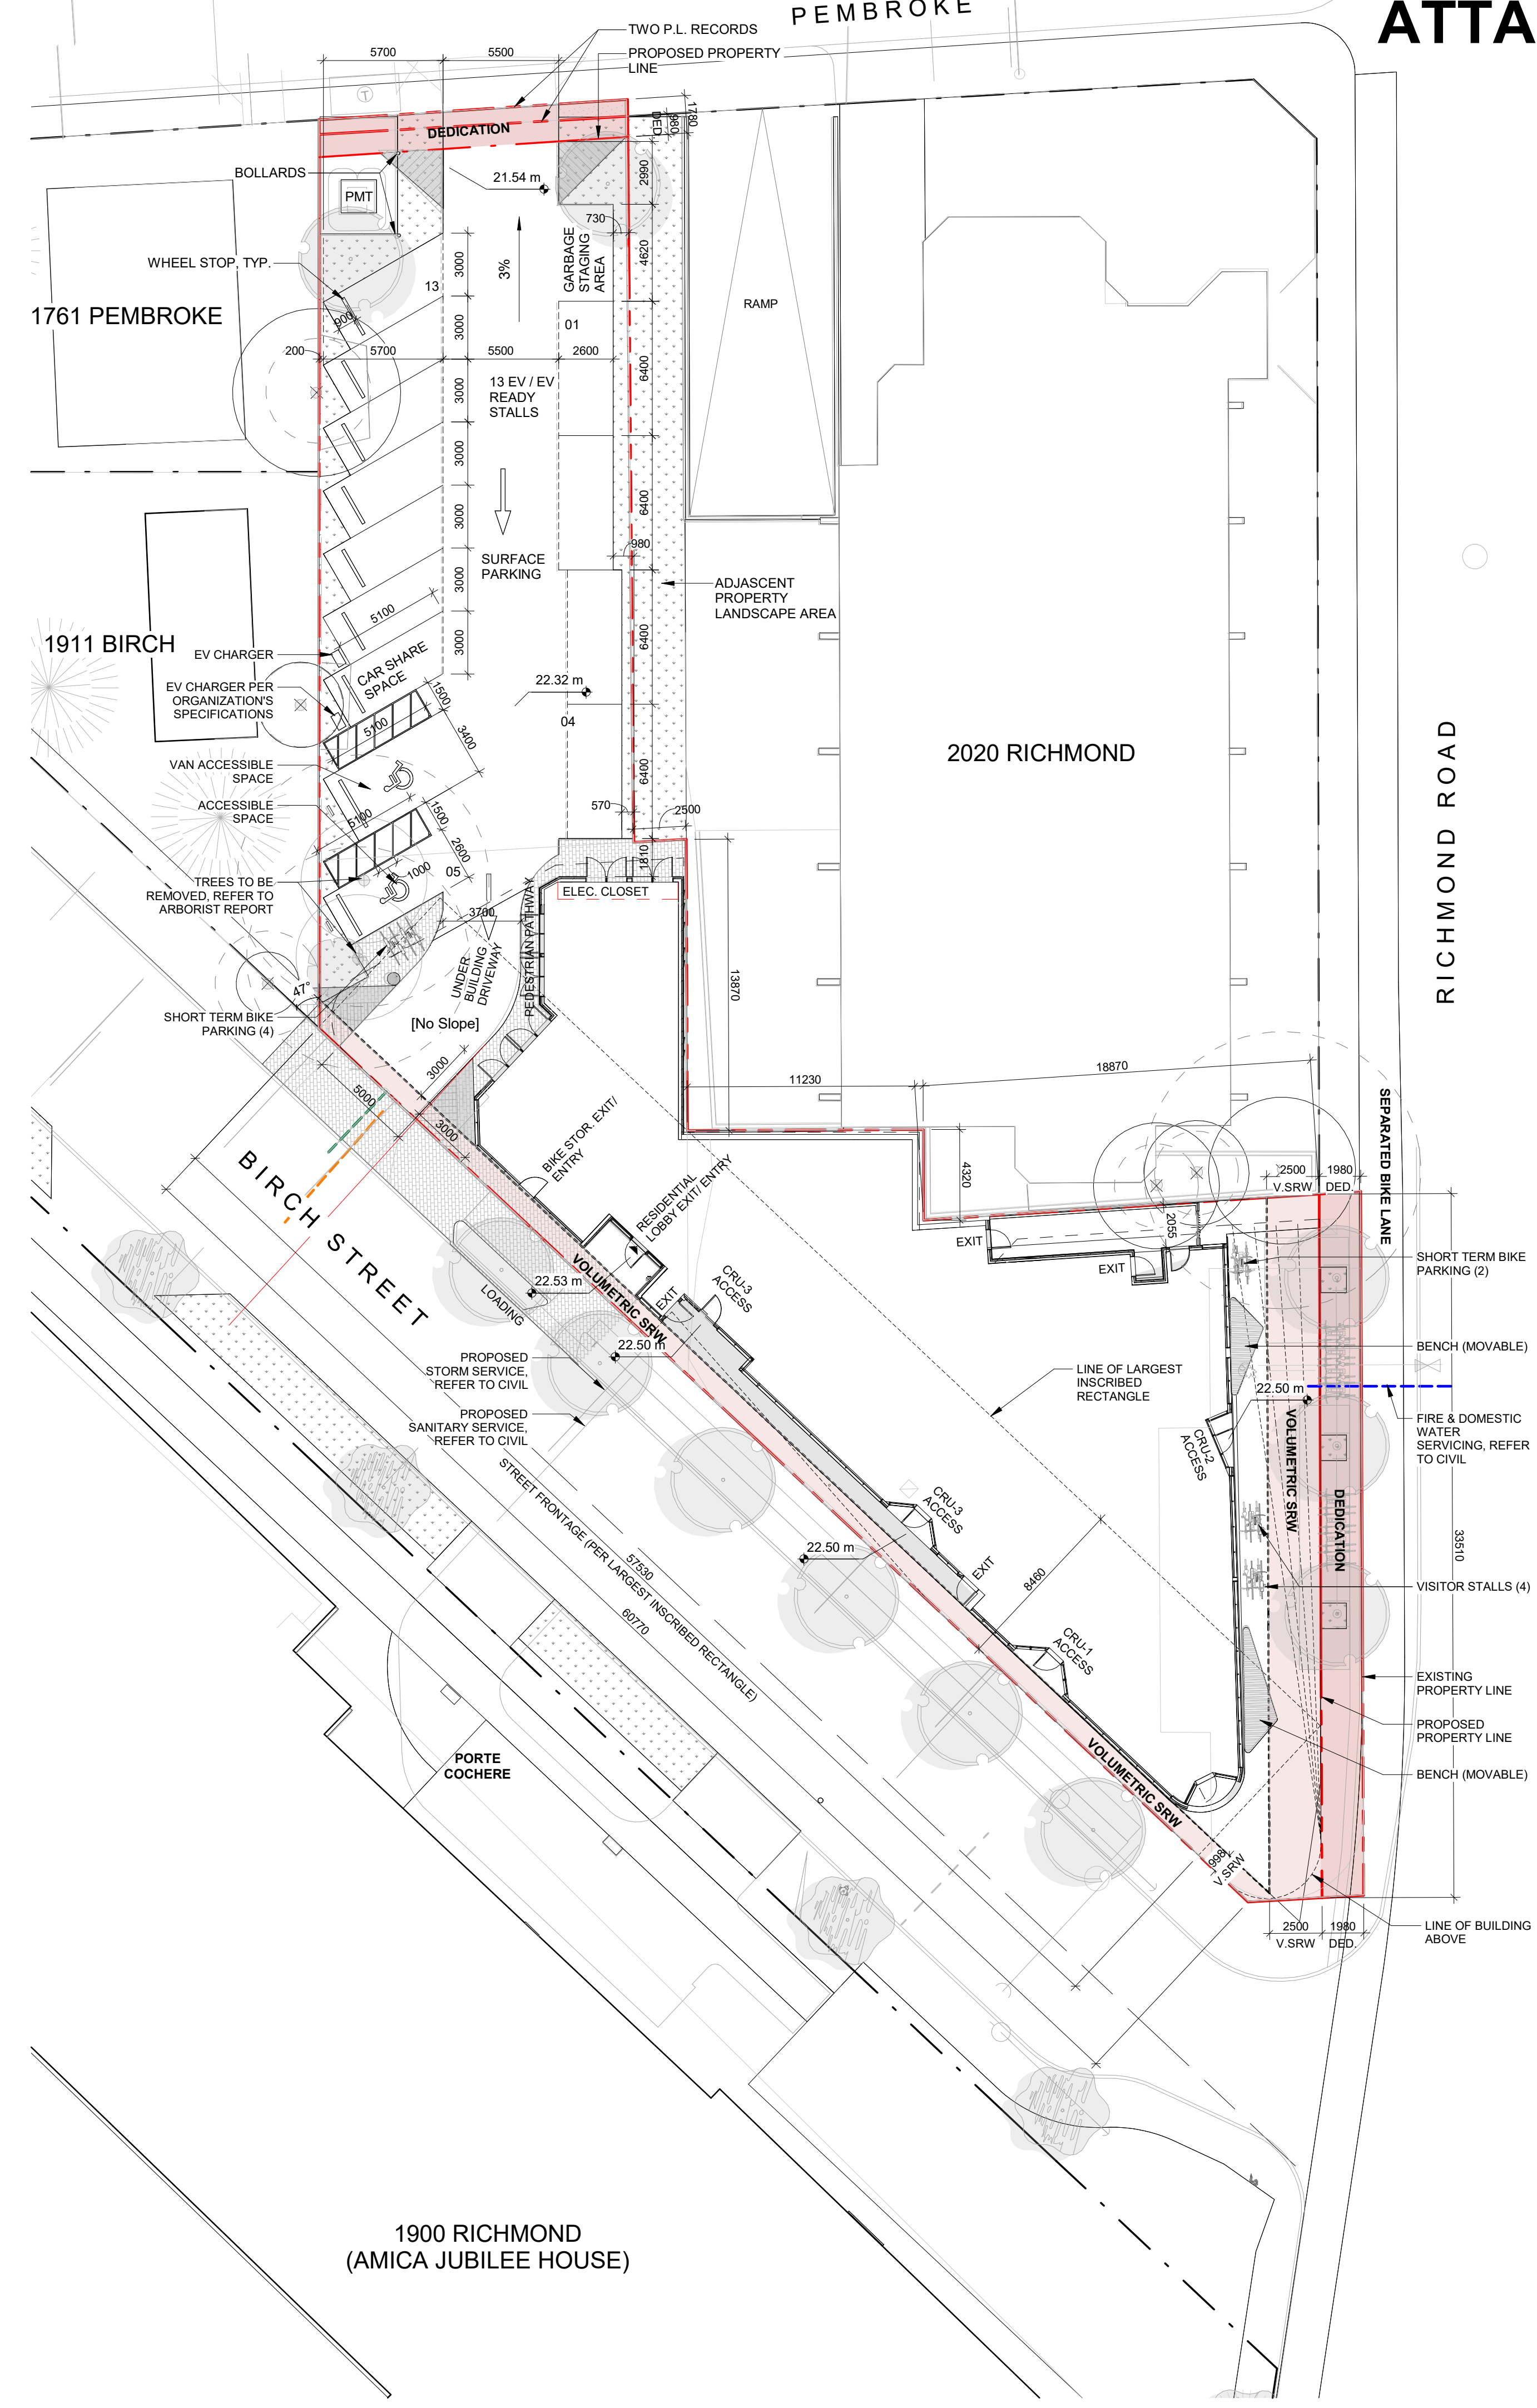 ATTA
PEMBROKE
TWO P.L. RECORDS
PROPOSED PROPERTY
LINE
5700
5500
1780
980
DED
DEDICATION
T
BOLLARDS
PMT
21.54 m
2990
730
4620
WHEEL STOP, TYP.
3%
GARBAGE
STAGING
AREA
13
3000
01
RAMP
1761 PEMBROKE
900
3000
200
5700
5500
2600
6400
3000
13 EV / EV
READY
STALLS
3000
3000
6400
980
SURFACE
PARKING
3000
ADJASCENT
PROPERTY
LANDSCAPE AREA
5100
3000
6400
1911 BIRCH
EV CHARGER
CAR SHARE
SPACE
EV CHARGER PER
ORGANIZATION'S
SPECIFICATIONS
1500
22.32 m
04
5100
3400
2020 RICHMOND
RICHMOND ROAD
VAN ACCESSIBLE
SPACE
6400
ACCESSIBLE
SPACE
5100
1500
570
2500
2600
1810
TREES TO BE
REMOVED, REFER TO
ARBORIST REPORT
1000
05
ELEC. CLOSET
3700
PEDESTRIAN PATHWAY
UNDER
BUILDING
DRIVEWAY
13870
47°
SHORT TERM BIKE
PARKING (4)
[No Slope]
3000
5000
3000
11230
18870
SEPARATED BIKE LANE
BIKE STOR. EXIT/
ENTRY
BIRCH STREET
RESIDENTIAL
LOBBY EXIT/ ENTRY
4320
2500
1980
V.SRW
DED.
2055
EXIT
EXIT
SHORT TERM BIKE
PARKING (2)
VOLUMETRIC SRW
22.53 m
LOADING
EXIT
CRU-3
ACCESS
22.50 m
BENCH (MOVABLE)
PROPOSED
STORM SERVICE,
REFER TO CIVIL
LINE OF LARGEST
INSCRIBED
RECTANGLE
22.50 m
PROPOSED
SANITARY SERVICE,
REFER TO CIVIL
CRU-2
ACCESS
VOLUMETRIC SRW
FIRE & DOMESTIC
WATER
SERVICING, REFER
TO CIVIL
DEDICATION
STREET FRONTAGE (PER LARGEST INSCRIBED RECTANGLE)
57530
60770
CRU-3
ACCESS
22.50 m
EXIT
8460
33510
VISITOR STALLS (4)
CRU-1
ACCESS
EXISTING
PROPERTY LINE
PROPOSED
PROPERTY LINE
PORTE
COCHERE
VOLUMETRIC SRW
BENCH (MOVABLE)
998
V.SRW
2500
1980
V.SRW
DED.
LINE OF BUILDING
ABOVE
1900 RICHMOND
(AMICA JUBILEE HOUSE)